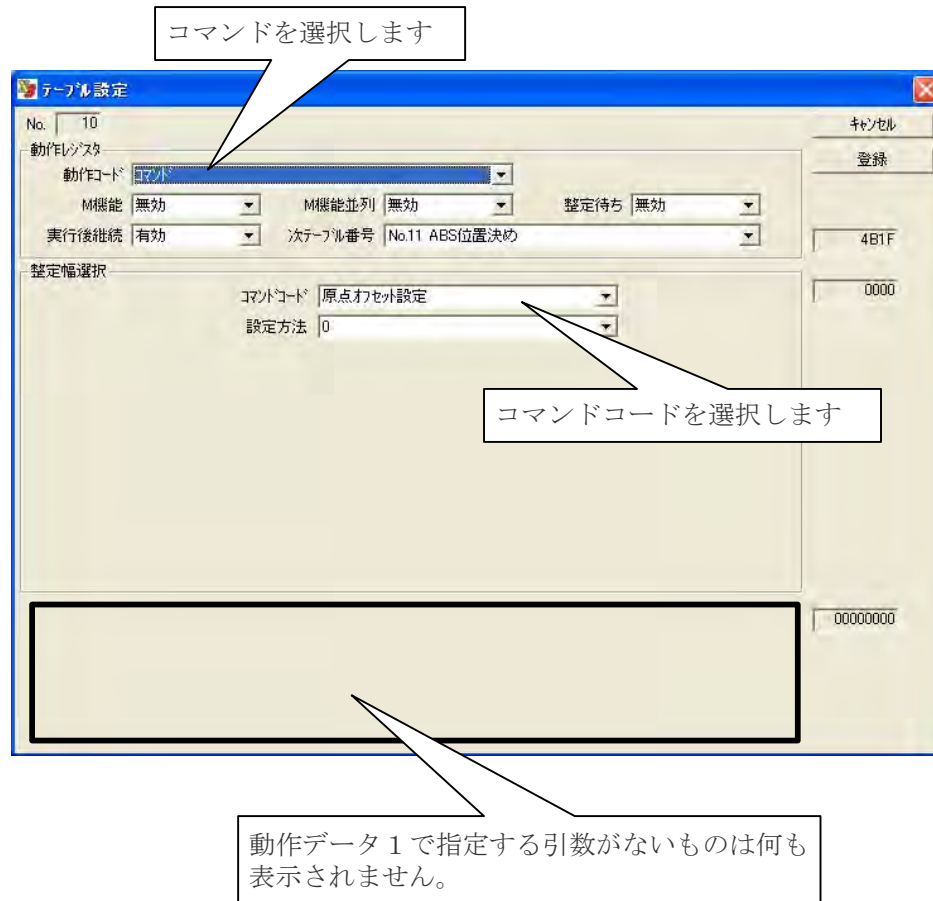 コマンドを選択します
ﾃｰﾌﾞﾙ設定
No. 10
キャンセル
動作ﾚｼﾞｽﾀ
登録
動作ｺｰﾄﾞ ｺﾏﾝﾄﾞ
M機能 無効 M機能並列 無効 整定待ち 無効
実行後継続 有効 次ﾃｰﾌﾞﾙ番号 No.11 ABS位置決め
4B1F
整定幅選択
ｺﾏﾝﾄﾞｺｰﾄﾞ 原点ｵﾌｾｯﾄ設定
0000
設定方法 0
コマンドコードを選択します
00000000
動作データ１で指定する引数がないものは何も
表示されません。